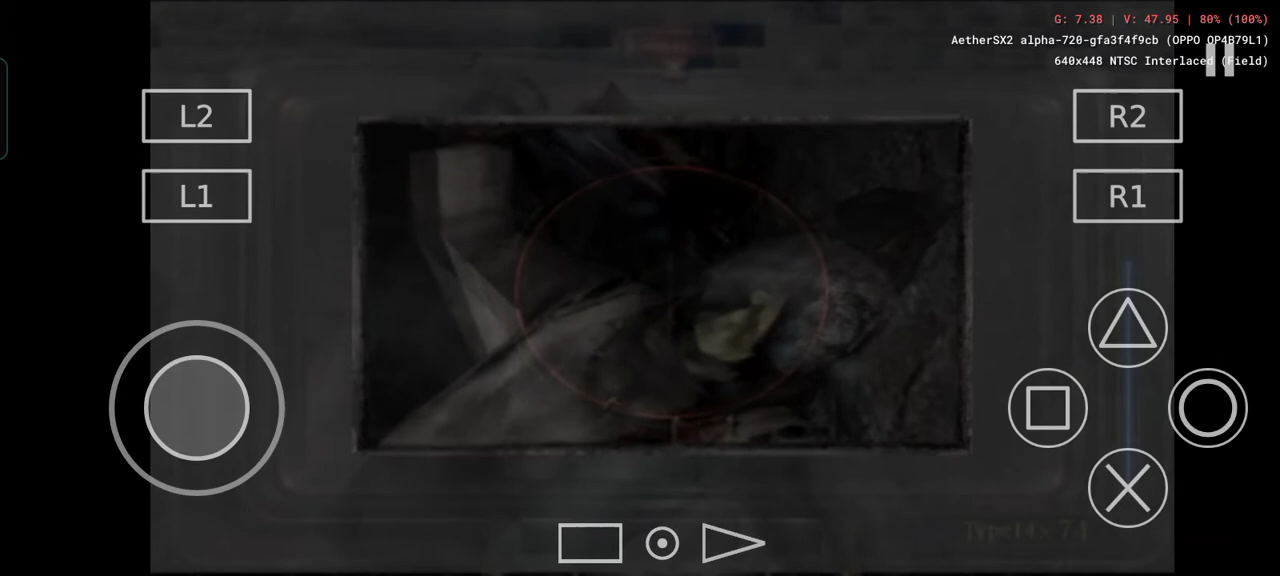 G: 7.38 | V: 47.95 | 80% (100%)
AetherSX2 alpha-720-gfa3f4f9cb (OPPO OP4B79L1)
640x448 NTSC Interlaced (Field)
L2
R2
L1
R1